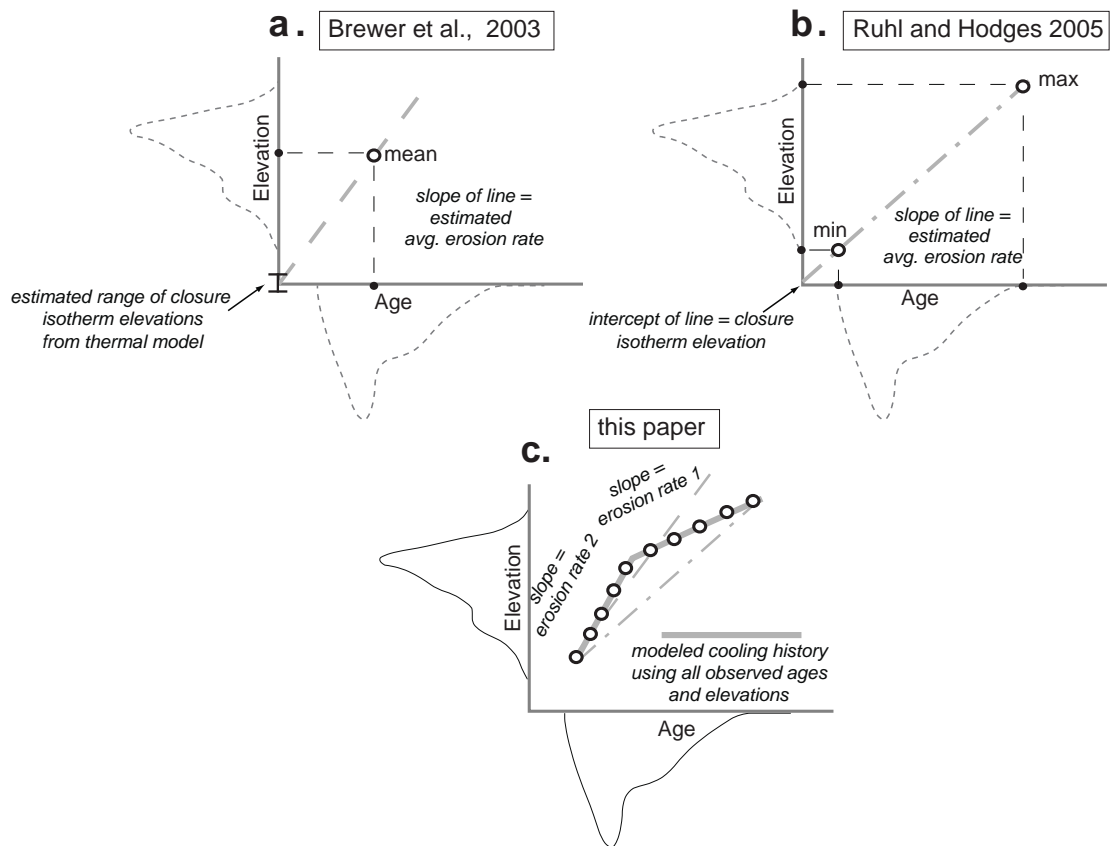 a.
Brewer et al., 2003
Elevation
mean
slope of line =
estimated
avg. erosion rate
Age
estimated range of closure
isotherm elevations
from thermal model
b.
Ruhl and Hodges 2005
Elevation
max
min
slope of line =
estimated
avg. erosion rate
Age
intercept of line = closure
isotherm elevation
this paper
c.
slope =
erosion rate 1
slope =
erosion rate 2
Elevation
modeled cooling history
using all observed ages
and elevations
Age